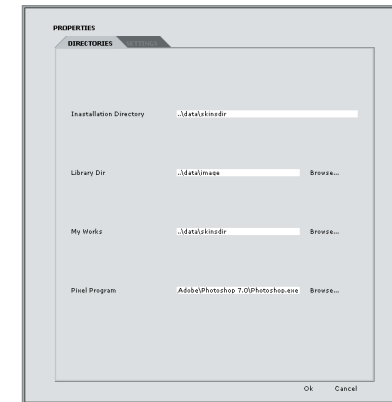 PROPERTIES
DIRECTORIES SETTINGS
Inastallation Directory ..\data\skinsdir
Library Dir ..\data\image Browse...
My Works ..\data\skinsdir Browse...
Pixel Program Adobe\Photoshop 7.0\Photoshop.exe Browse...
Ok Cancel